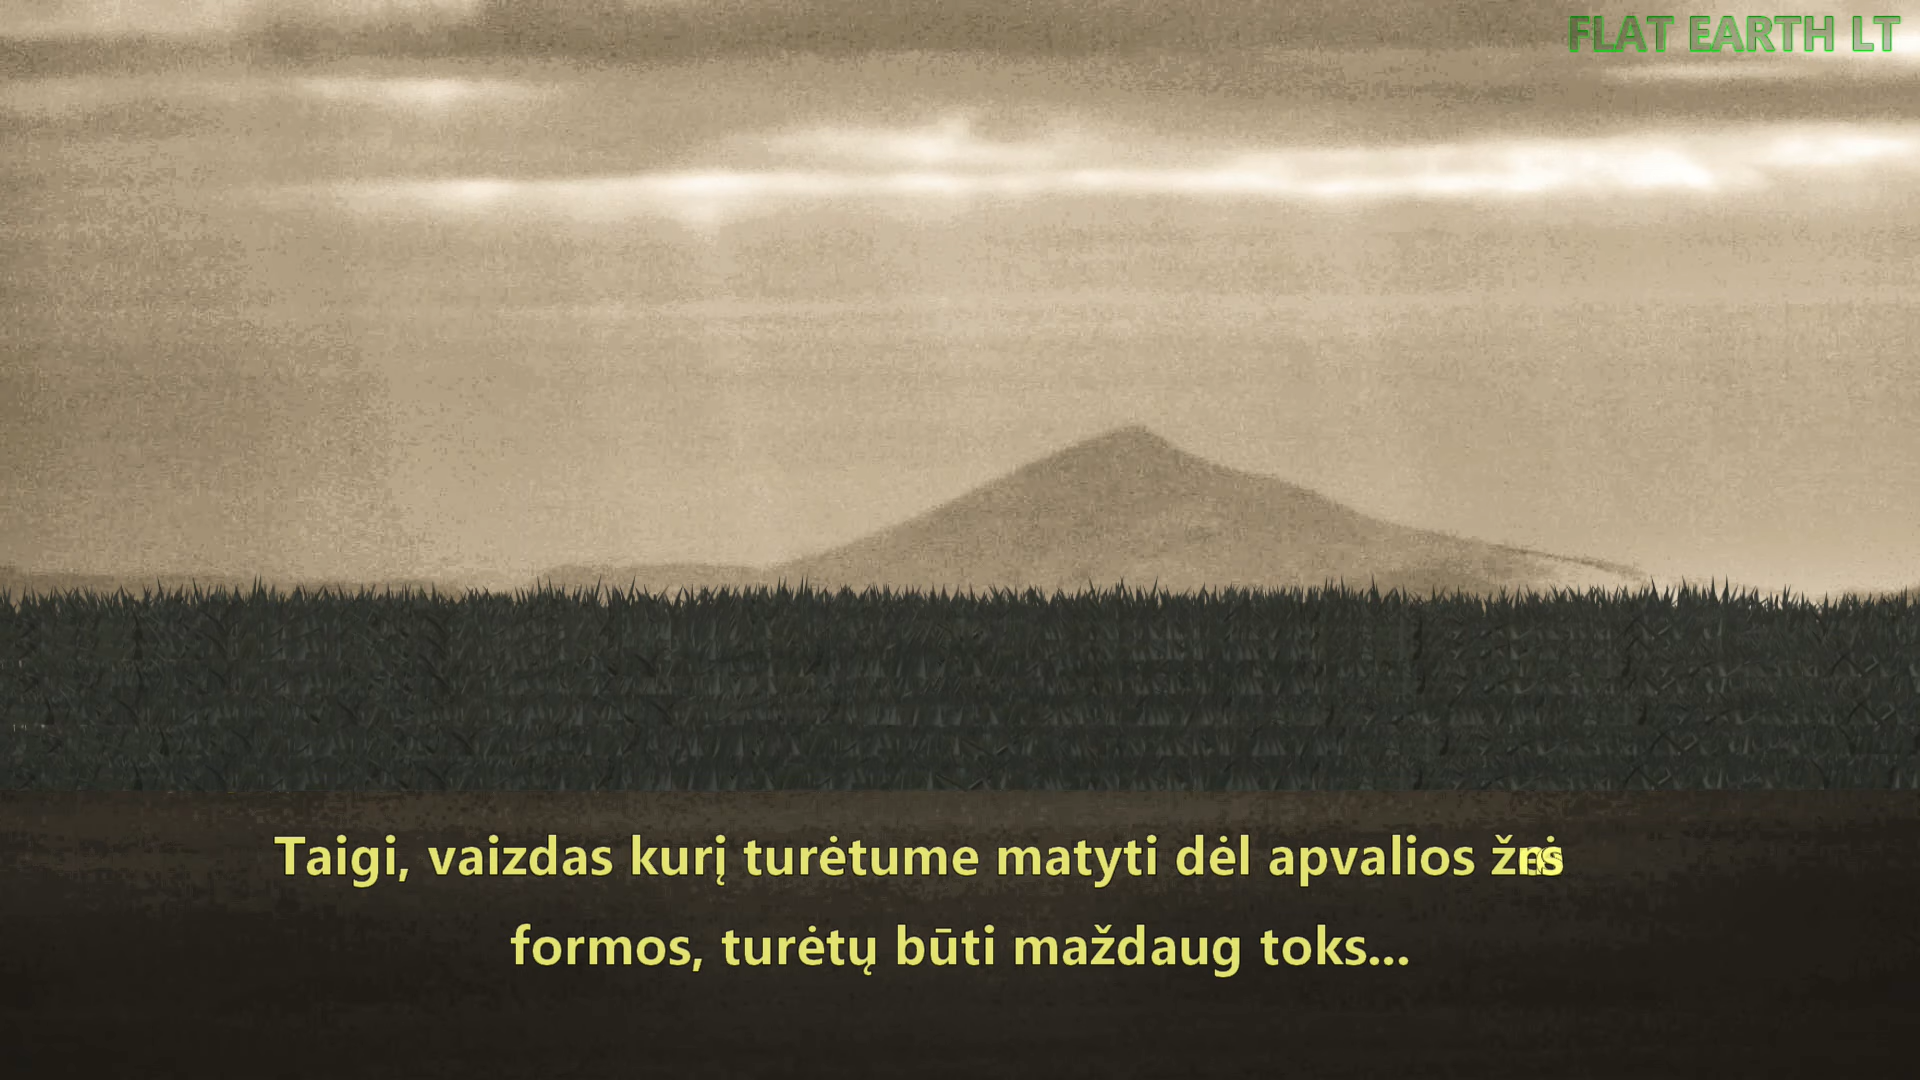 FLAT EARTH LT
Taigi, vaizdas kurį turėtume matyti dėl apvalios
formos, turėtų būti maždaug toks...